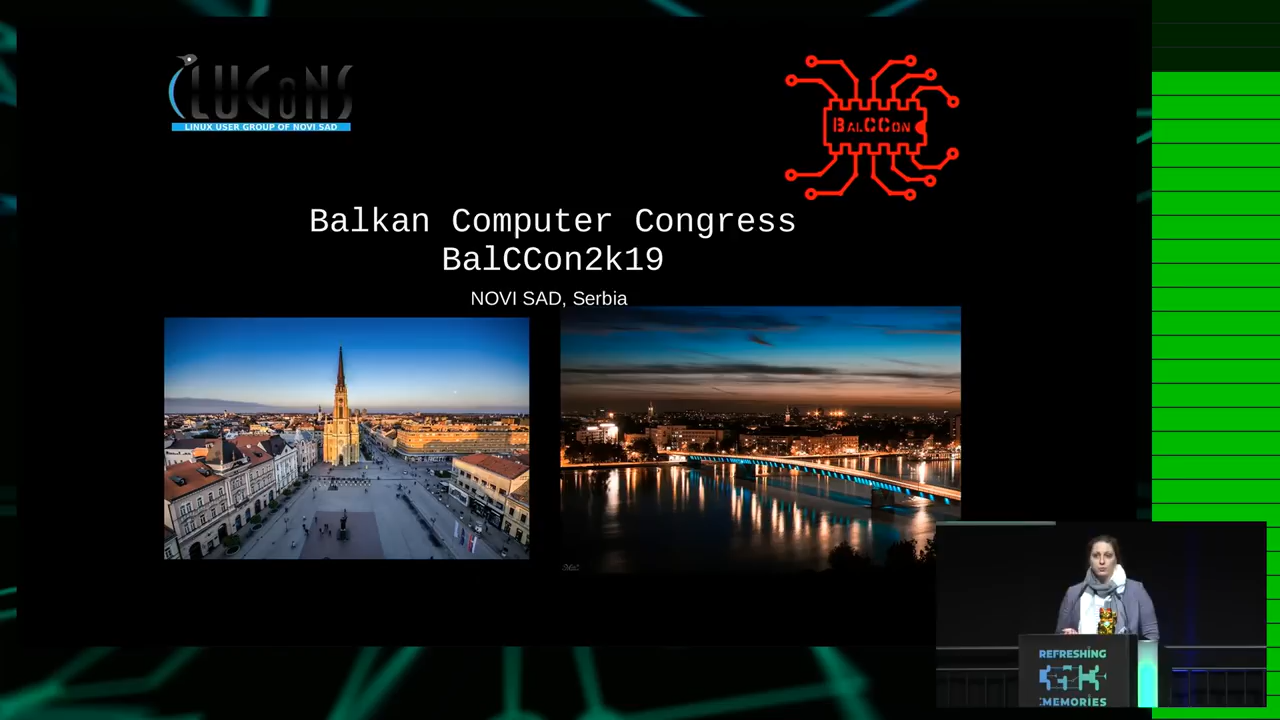 LUGoNS
LINUX USER GROUP OF NOVI SAD
BALCCON
Balkan Computer Congress
BalCCon2k19
NOVI SAD, Serbia
REFRESHING
MEMORIES